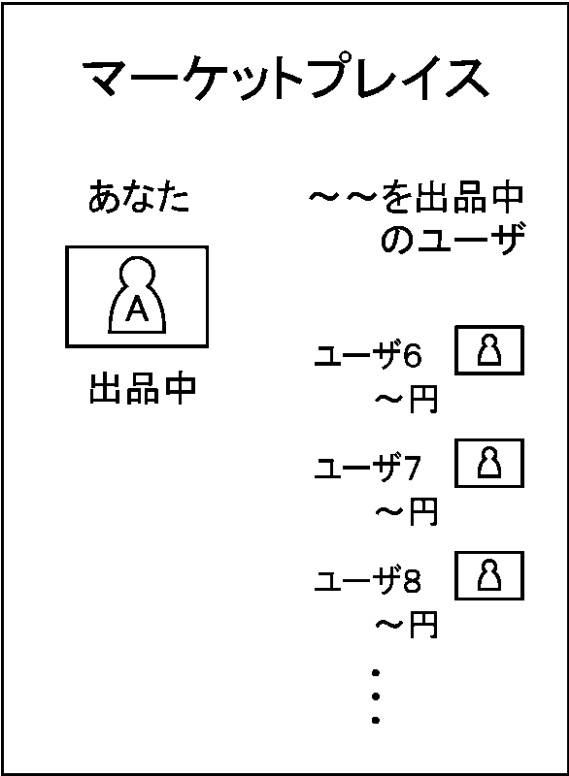 マーケットプレイス
あなた
A
出品中
～～を出品中
のユーザ
ユーザ6
～円
ユーザ7
～円
ユーザ8
～円